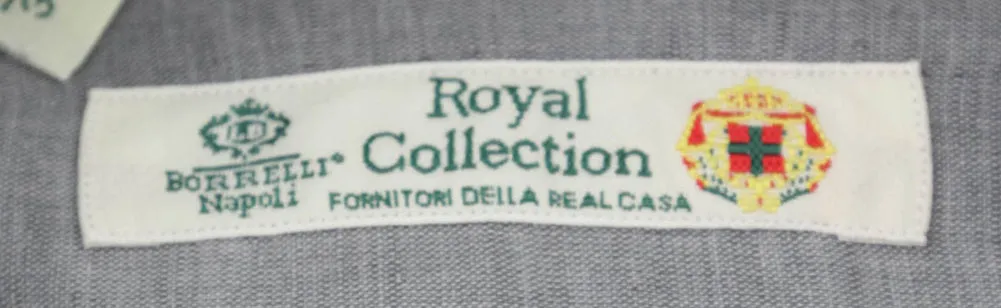 BORRELLI
Napoli
Royal
Collection
FORNITORI DELLA REAL CASA